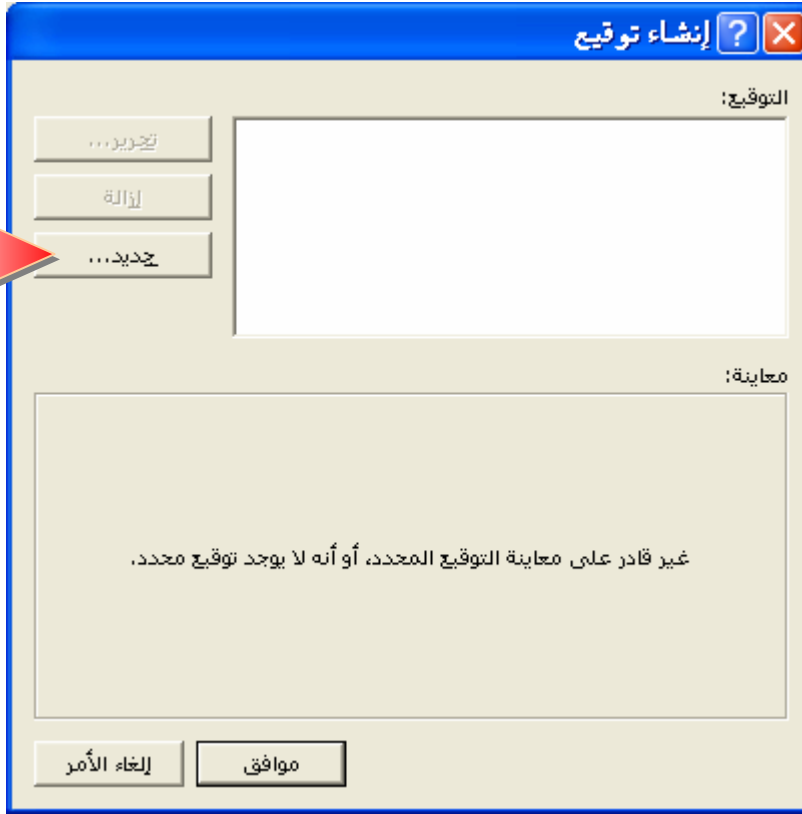 إنشاء توقيع
التوقيع:
تحرير...
إزالة
جديد...
معاينة:
غير قادر على معاينة التوقيع المحدد، أو أنه لا يوجد توقيع محدد.
موافق
إلغاء الأمر